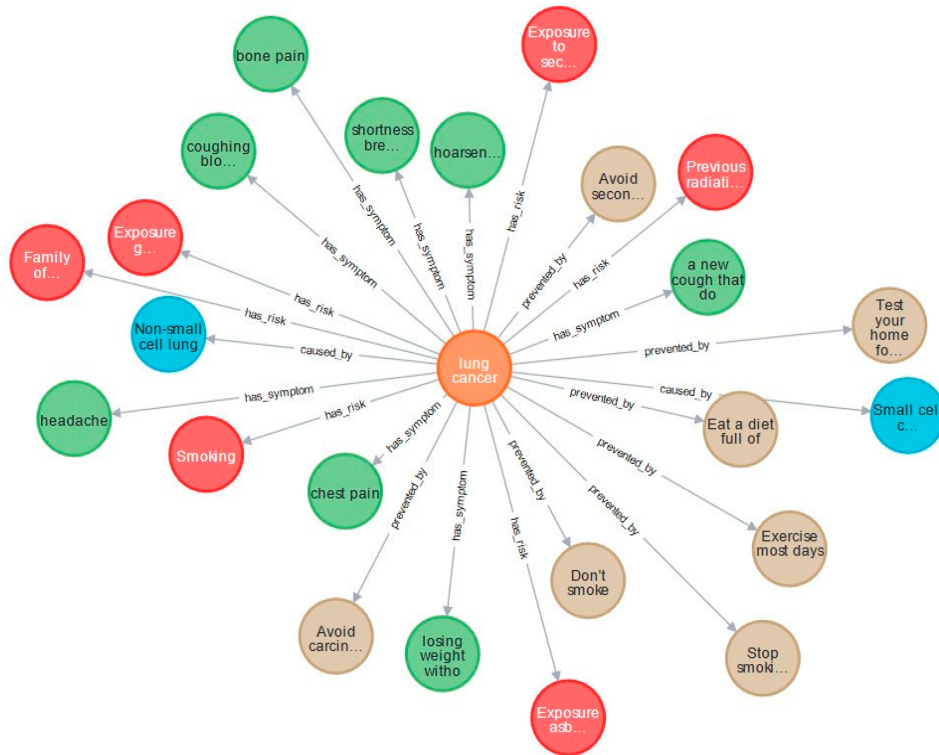 Exposure
to
sec...
bone pain
shortness
bre...
hoarsen...
coughing
blo...
Avoid
secon...
Previous
radiati...
Exposure
g...
Family
of...
a new
cough that
do
Test
your
home
fo...
Non-small
cell lung
lung
cancer
headache
Smoking
chest pain
Eat a diet
full of
Small cell
c...
Exercise
most days
Don't
smoke
Avoid
carcin...
losing
weight
witho
Stop
smoki...
Exposure
asb...
has_symptom
has_symptom
has_symptom
has_symptom
has_risk
prevented_by
has_risk
has_symptom
has_risk
has_risk
caused_by
prevented_by
caused_by
prevented_by
has_symptom
has_risk
has_symptom
prevented_by
prevented_by
prevented_by
has_symptom
prevented_by
has_risk